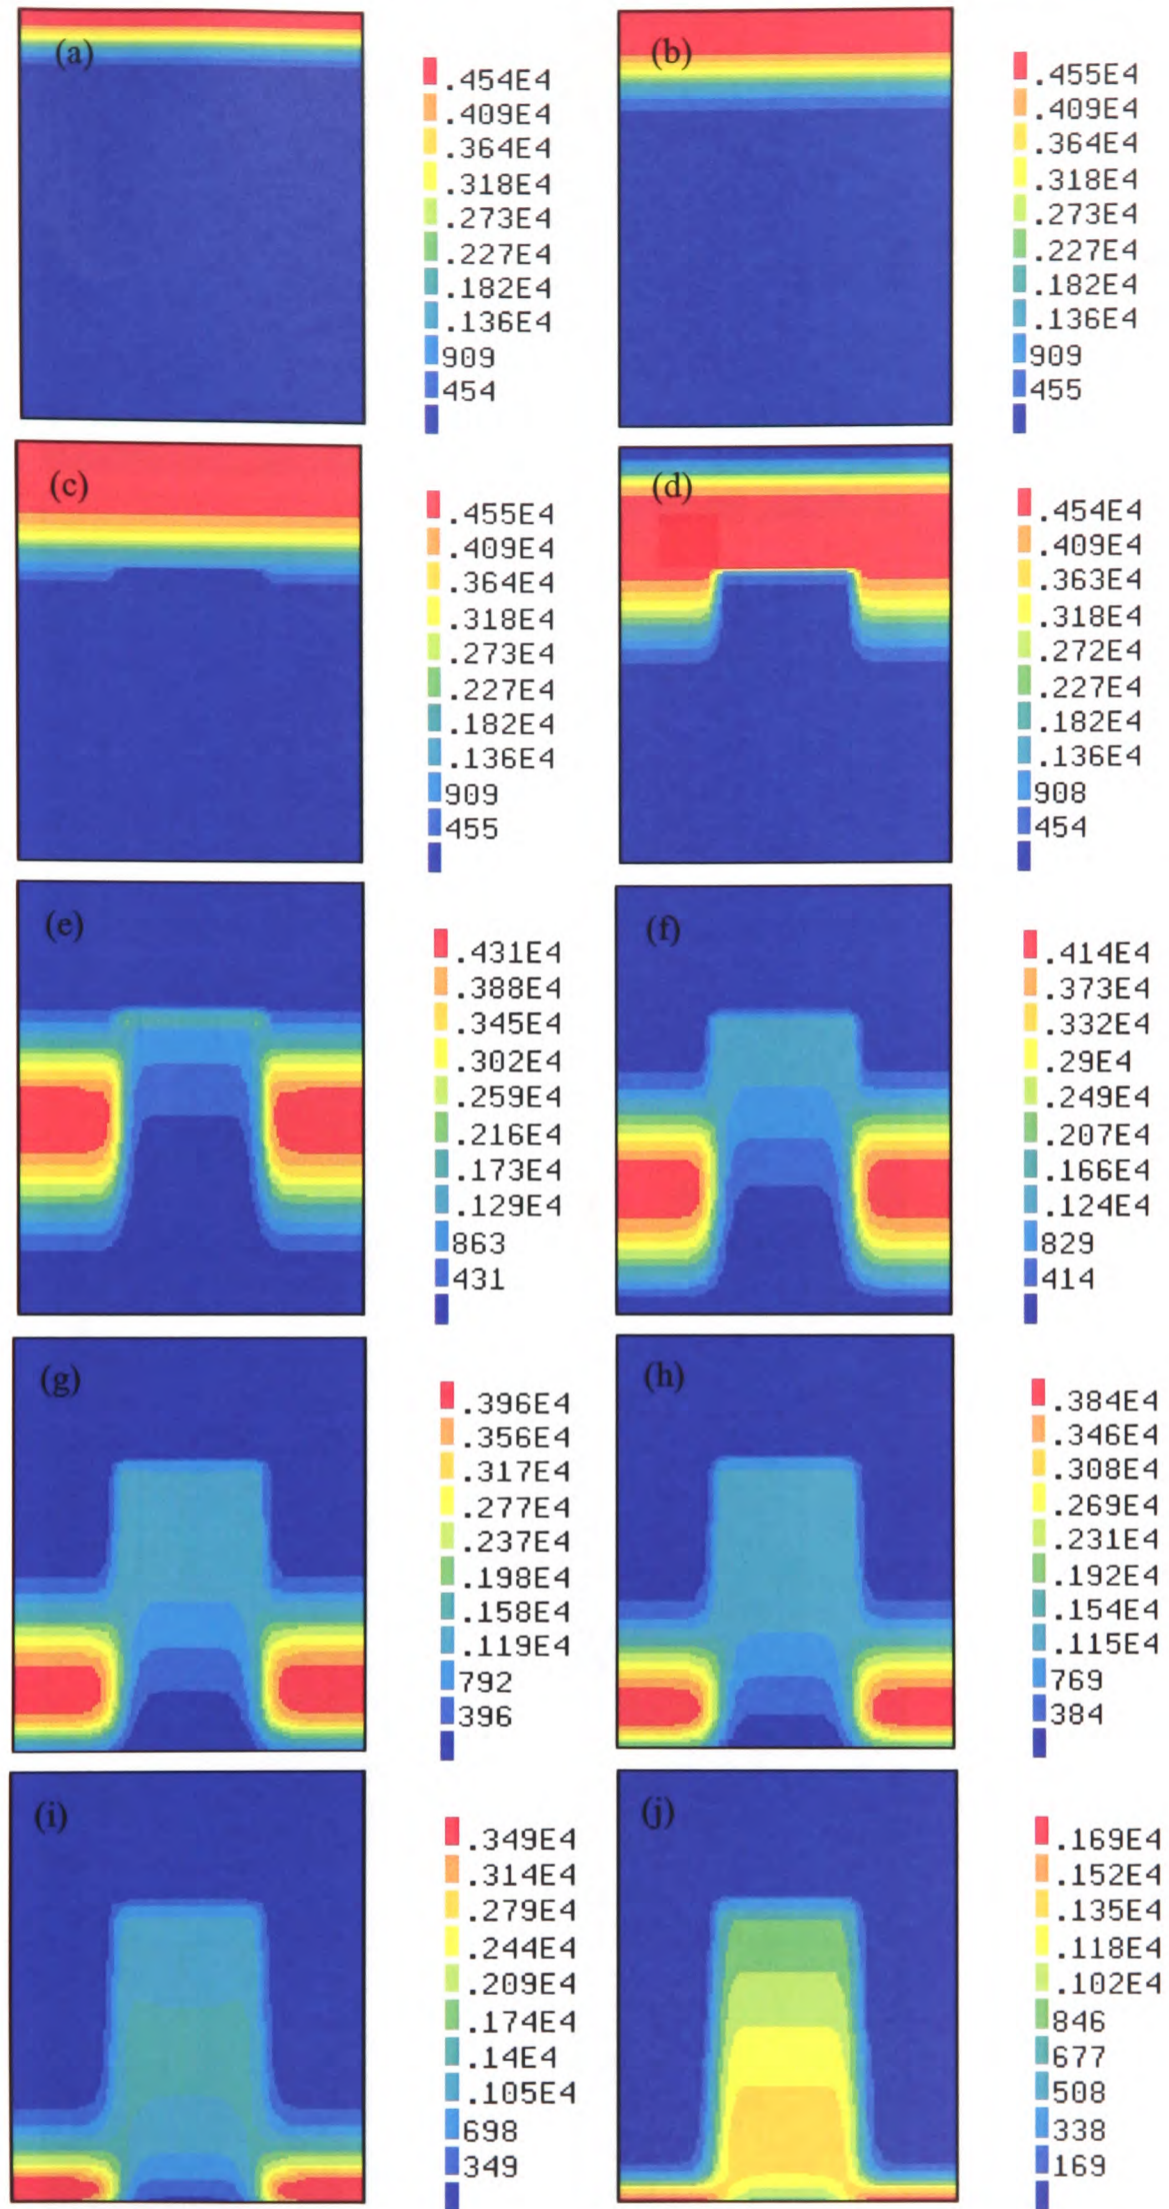 (a)
.454E4
.409E4
.364E4
.318E4
.273E4
.227E4
.182E4
.136E4
909
454
(b)
.455E4
.409E4
.364E4
.318E4
.273E4
.227E4
.182E4
.136E4
909
455
(c)
.455E4
.409E4
.364E4
.318E4
.273E4
.227E4
.182E4
.136E4
909
455
(d)
.454E4
.409E4
.363E4
.318E4
.272E4
.227E4
.182E4
.136E4
908
454
(e)
.431E4
.388E4
.345E4
.302E4
.259E4
.216E4
.173E4
.129E4
863
431
(f)
.414E4
.373E4
.332E4
.29E4
.249E4
.207E4
.166E4
.124E4
829
414
(g)
.396E4
.356E4
.317E4
.277E4
.237E4
.198E4
.158E4
.119E4
792
396
(h)
.384E4
.346E4
.308E4
.269E4
.231E4
.192E4
.154E4
.115E4
769
384
(i)
.349E4
.314E4
.279E4
.244E4
.209E4
.174E4
.14E4
.105E4
698
349
(j)
.169E4
.152E4
.135E4
.118E4
.102E4
846
677
508
338
169